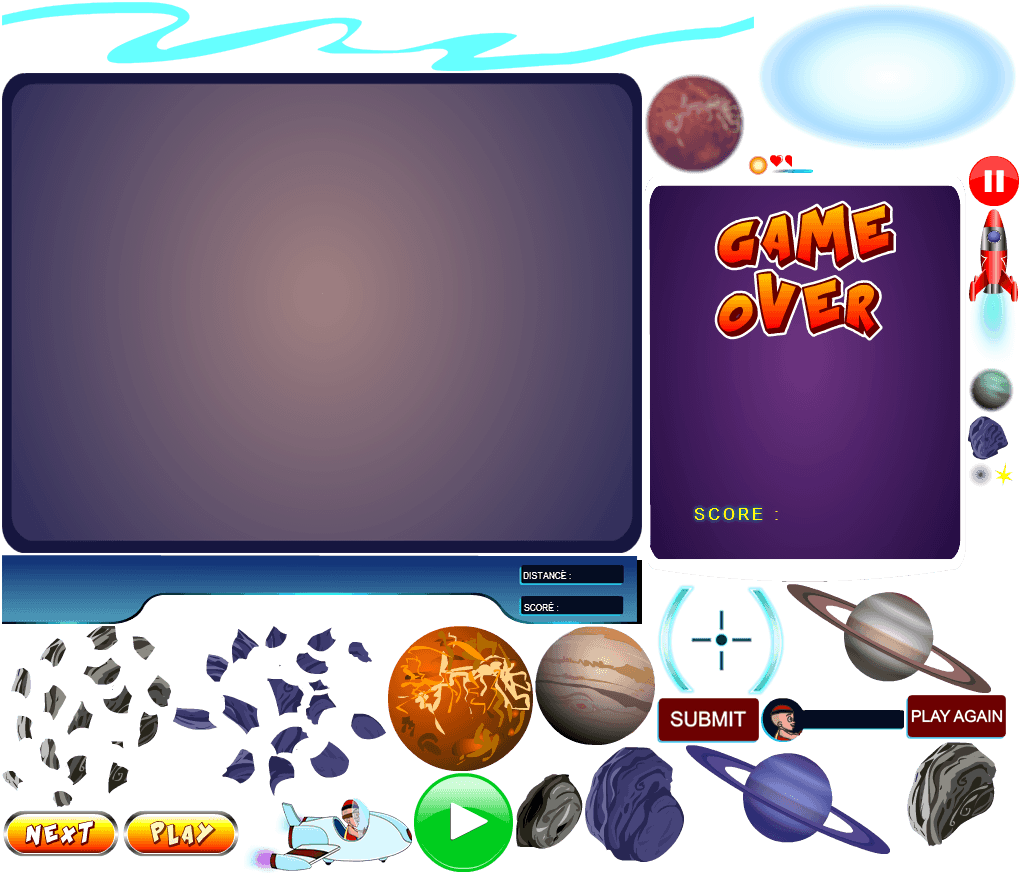 GAME
OVER
SCORE :
DISTANCE :
SCORE :
SUBMIT
PLAY AGAIN
NEXT
PLAY